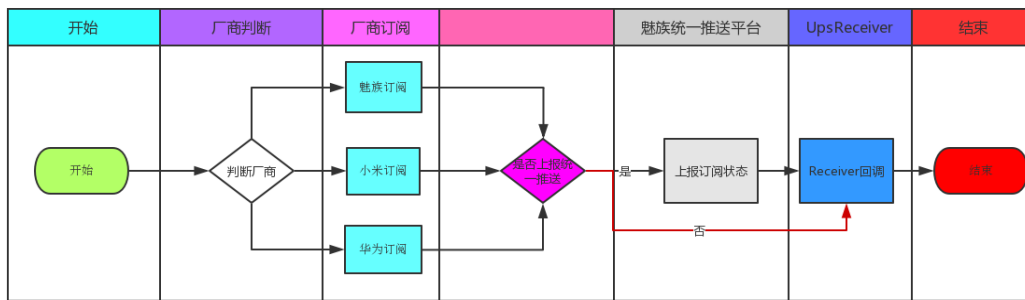 开始
厂商判断
厂商订阅
魅族统一推送平台
UpsReceiver
结束
魅族订阅
开始
判断厂商
小米订阅
是否上报统
一推送
是
上报订阅状态
Receiver回调
结束
否
华为订阅